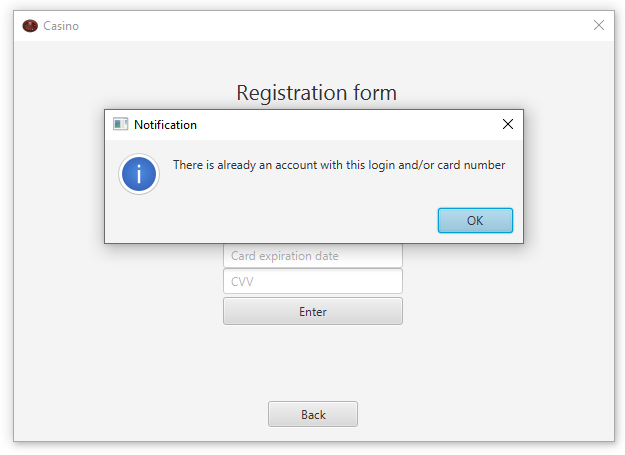 Casino
Registration form
Notification
There is already an account with this login and/or card number
OK
Card expiration date
CVV
Enter
Back